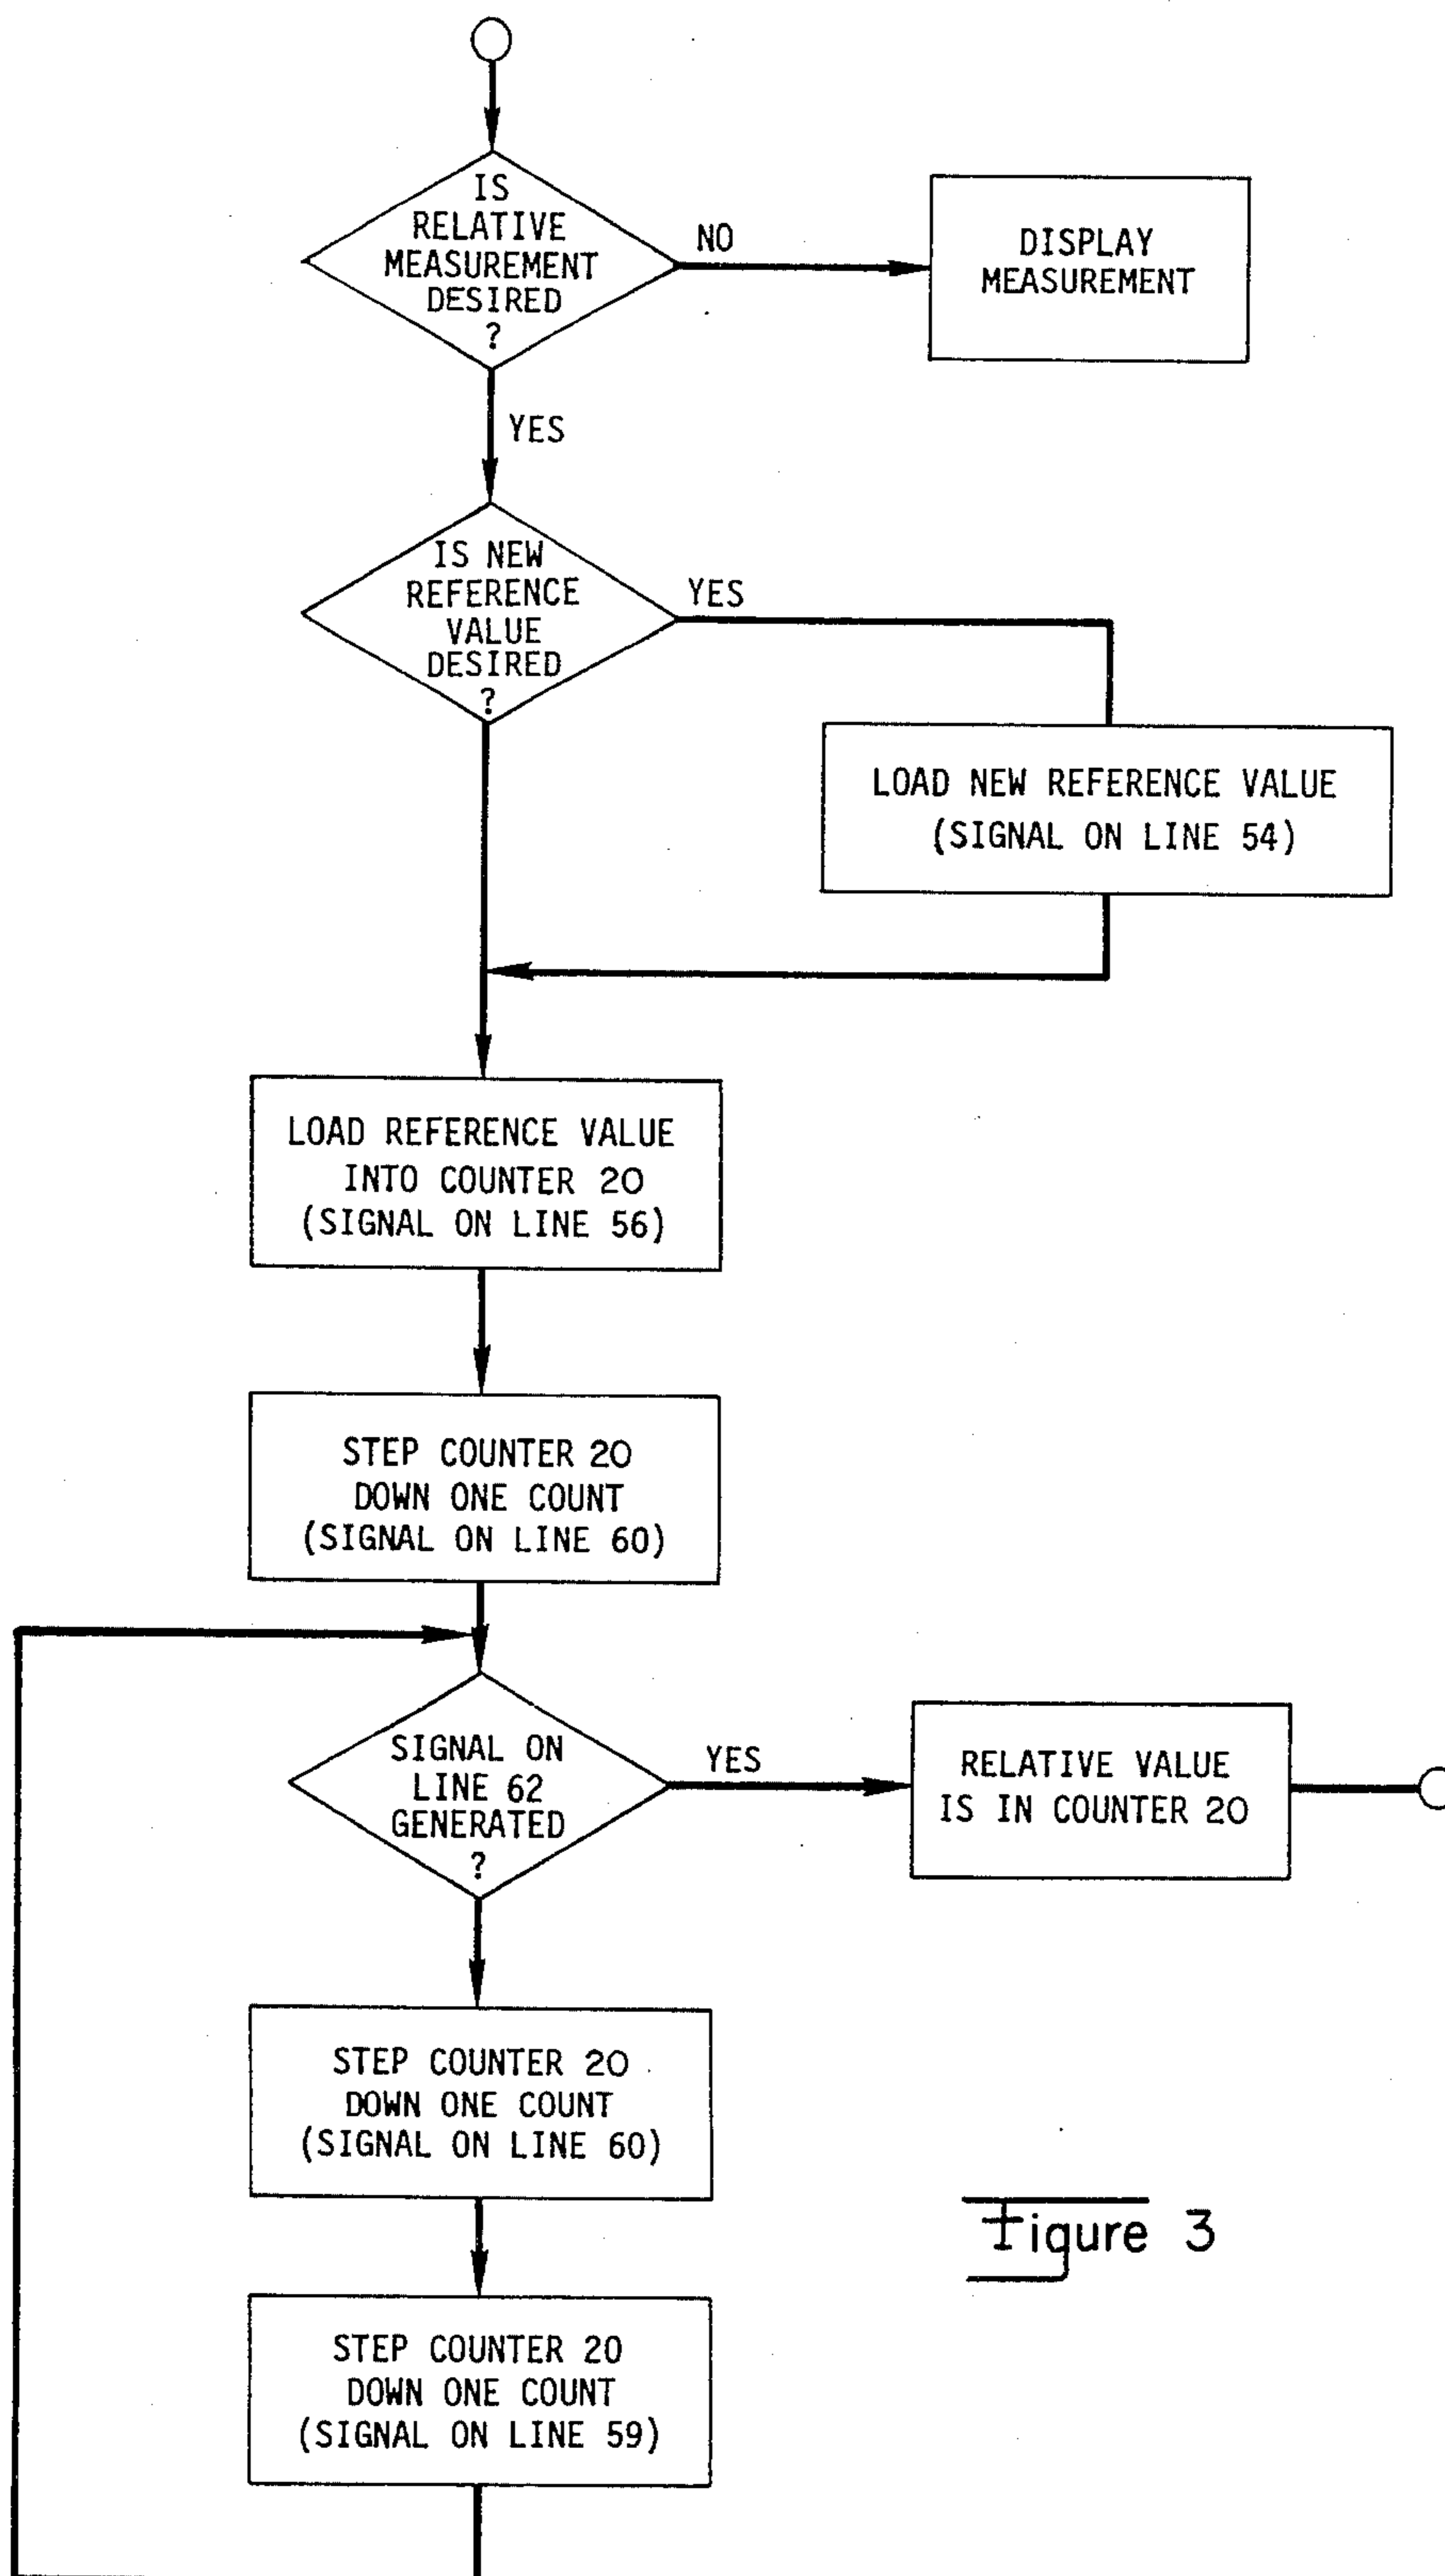 IS
RELATIVE
MEASUREMENT
DESIRED
?
NO
DISPLAY
MEASUREMENT
YES
IS NEW
REFERENCE
VALUE
DESIRED
?
YES
LOAD NEW REFERENCE VALUE
(SIGNAL ON LINE 54)
LOAD REFERENCE VALUE
INTO COUNTER 20
(SIGNAL ON LINE 56)
STEP COUNTER 20
DOWN ONE COUNT
(SIGNAL ON LINE 60)
SIGNAL ON
LINE 62
GENERATED
?
YES
RELATIVE VALUE
IS IN COUNTER 20
STEP COUNTER 20
DOWN ONE COUNT
(SIGNAL ON LINE 60)
STEP COUNTER 20
DOWN ONE COUNT
(SIGNAL ON LINE 59)
Figure 3